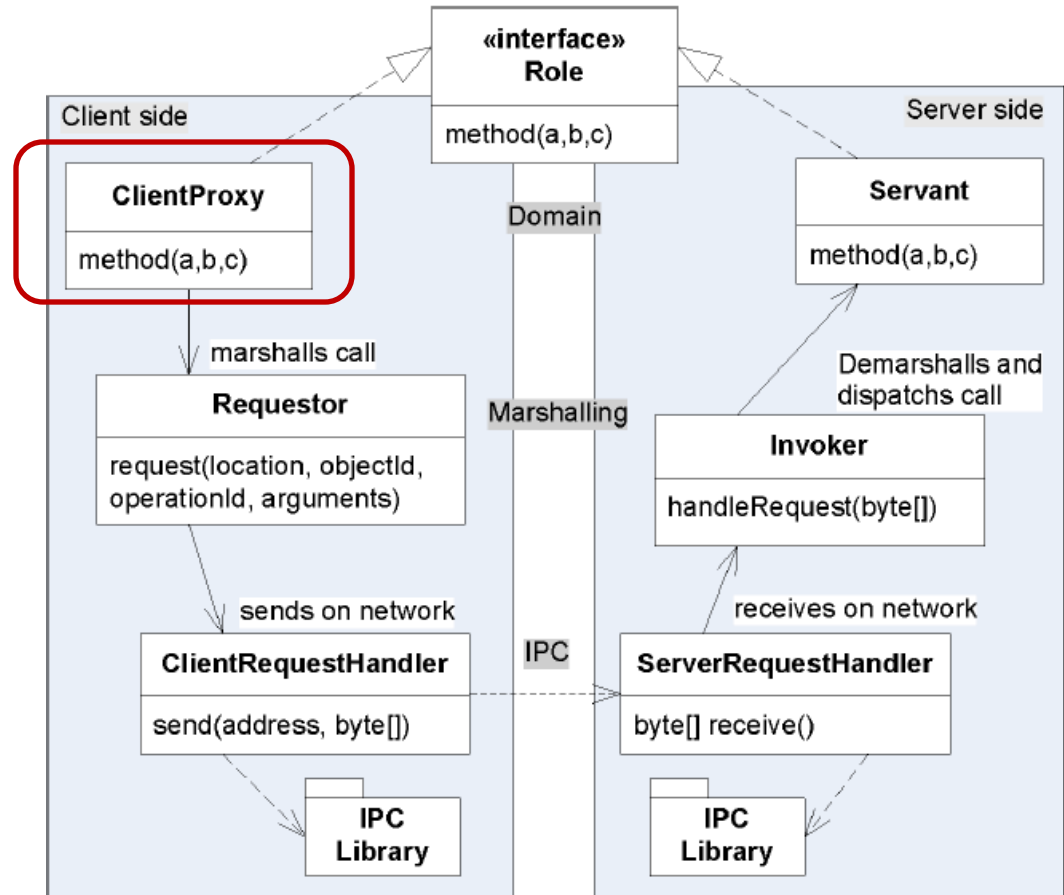 «interface»
Role
method(a,b,c)
Client side
Server side
ClientProxy
method(a,b,c)
Domain
Servant
method(a,b,c)
marshalls call
Demarshalls and
dispatchs call
Requestor
request(location, objectId,
operationId, arguments)
Marshalling
Invoker
handleRequest(byte[])
sends on network
receives on network
ClientRequestHandler
send(address, byte[])
IPC
ServerRequestHandler
byte[] receive()
IPC
Library
IPC
Library